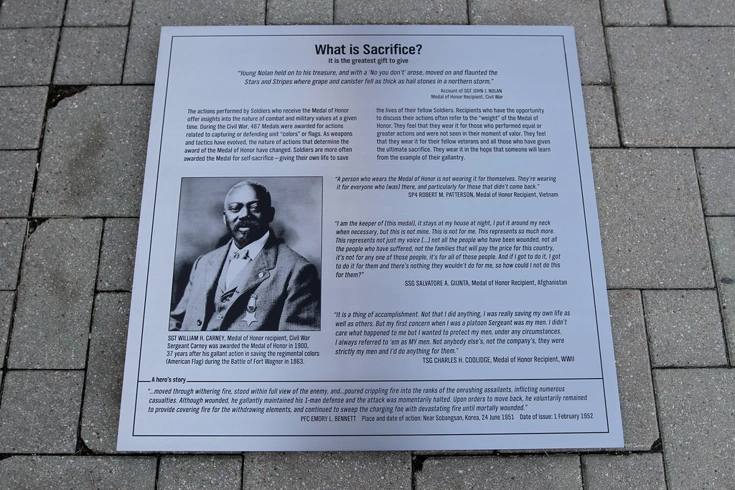 What is Sacrifice?
It is the greatest gift to give
"Young Nolan held on to his treasure, and with a 'No you don't' arose, moved on and flaunted the
Stars and Stripes where grape and canister fell as thick as hail stones in a northern storm."
Account of SGT JOHN J. NOLAN
Medal of Honor Recipient, Civil War
The actions performed by Soldiers who receive the Medal of Honor
offer insights into the nature of combat and military values at a given
time. During the Civil War, 467 Medals were awarded for actions
related to capturing or defending unit "colors" or flags. As weapons
and tactics have evolved, the nature of actions that determine the
award of the Medal of Honor have changed. Soldiers are more often
awarded the Medal for self-sacrifice – giving their own life to save
the lives of their fellow Soldiers. Recipients who have the opportunity
to discuss their actions often refer to the "weight" of the Medal of
Honor. They feel that they wear it for those who performed equal or
greater actions and were not seen in their moment of valor. They feel
that they wear it for their fellow veterans and all those who have given
the ultimate sacrifice. They wear it in the hope that someone will learn
from the example of their gallantry.
"A person who wears the Medal of Honor is not wearing it for themselves. They're wearing
it for everyone who [was] there, and particularly for those that didn't come back."
SP4 ROBERT M. PATTERSON, Medal of Honor Recipient, Vietnam
"I am the keeper of [this medal), it stays at my house at night, I put it around my neck
when necessary, but this is not mine. This is not for me. This represents so much more.
This represents not just my voice [...] not all the people who have been wounded, not all
the people who have suffered, not the families that will pay the price for this country,
it's not for any one of those people, it's for all of those people. And if I got to do it, I got
to do it for them and there's nothing they wouldn't do for me, so how could I not do this
for them?"
SSG SALVATORE A. GIUNTA, Medal of Honor Recipient, Afghanistan
"It is a thing of accomplishment. Not that I did anything, I was really saving my own life as
well as others. But my first concern when I was a platoon Sergeant was my men. I didn't
care what happened to me but I wanted to protect my men, under any circumstances.
I always referred to 'em as MY men. Not anybody else's, not the company's, they were
strictly my men and I'd do anything for them."
TSG CHARLES H. COOLIDGE, Medal of Honor Recipient, WWII
SGT WILLIAM H. CARNEY, Medal of Honor recipient, Civil War
Sergeant Carney was awarded the Medal of Honor in 1900,
37 years after his gallant action in saving the regimental colors
(American Flag) during the Battle of Fort Wagner in 1863.
A hero's story
"...moved through withering fire, stood within full view of the enemy, and...poured crippling fire into the ranks of the onrushing assailants, inflicting numerous
casualties. Although wounded, he gallantly maintained his 1-man defense and the attack was momentarily halted. Upon orders to move back, he voluntarily remained
to provide covering fire for the withdrawing elements, and continued to sweep the charging foe with devastating fire until mortally wounded."
PFC EMORY L. BENNETT Place and date of action: Near Sobangsan, Korea, 24 June 1951 Date of issue: 1 February 1952